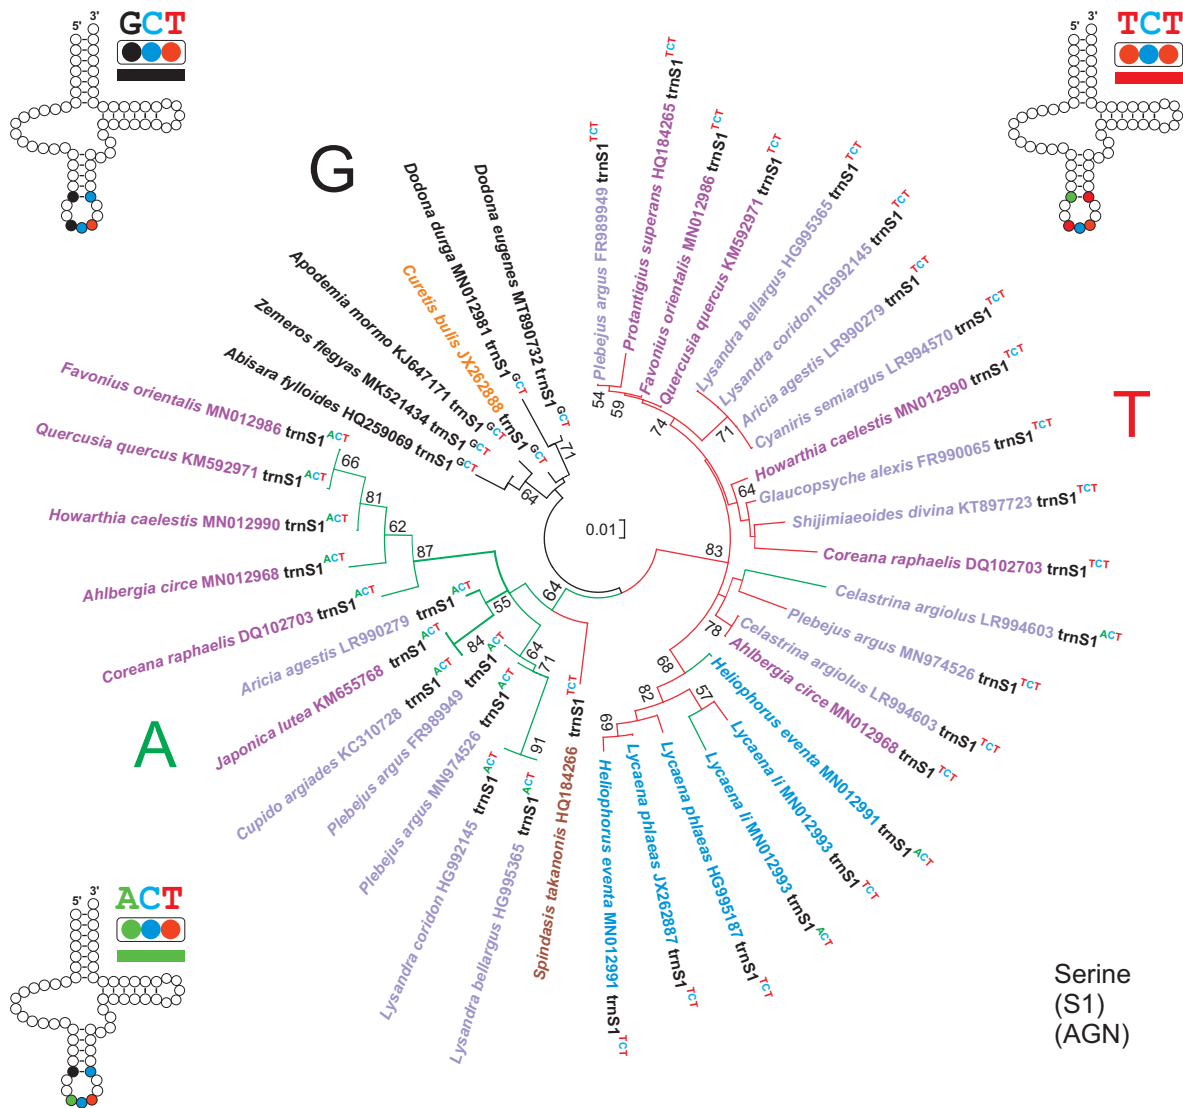 GCT
5' 3'
TCT
5' 3'
G
Dodona durga MN012981 trnS1 GCT
Dodona eugenes MT890732 trnS1 GCT
Curetis bulis JX262888 trnS1 GCT
Apodemia mormo KJ647171 trnS1 GCT
Zemeros flegyas MK521434 trnS1 GCT
Abisara fylloides HQ259069 trnS1 GCT
71
64
Plebejus argus FR989949 trnS1 TCT
Protantigius superans HQ184265 trnS1 TCT
Favonius orientalis MN012986 trnS1 TCT
Quercusia quercus KM592971 trnS1 TCT
Lysandra bellargus HG995365 trnS1 TCT
Lysandra coridon HG992145 trnS1 TCT
Aricia agestis LR990279 trnS1 TCT
Cyaniris semiargus LR994570 trnS1 TCT
Howarthia caelestis MN012990 trnS1 TCT
Glaucopsyche alexis FR990065 trnS1 TCT
Shijimiaeoides divina KT897723 trnS1 TCT
Coreana raphaelis DQ102703 trnS1 TCT
T
54
59
74
71
64
83
0.01
Celastrina argiolus LR994603 trnS1 ACT
Plebejus argus MN974526 trnS1 TCT
Celastrina argiolus LR994603 trnS1 TCT
Ahlbergia circe MN012968 trnS1 TCT
Heliophorus eventa MN012991 trnS1 ACT
Lycaena li MN012993 trnS1 TCT
Lycaena li MN012993 trnS1 ACT
Lycaena phlaeas HG995187 trnS1 TCT
Lycaena phlaeas JX262887 trnS1 TCT
Heliophorus eventa MN012991 trnS1 TCT
78
68
57
82
69
Favonius orientalis MN012986 trnS1 ACT
Quercusia quercus KM592971 trnS1 ACT
Howarthia caelestis MN012990 trnS1 ACT
Ahlbergia circe MN012968 trnS1 ACT
Coreana raphaelis DQ102703 trnS1 ACT
Aricia agestis LR990279 trnS1 ACT
Japonica lutea KM655768 trnS1 ACT
Cupido argiades KC310728 trnS1 ACT
Plebejus argus FR989949 trnS1 ACT
Plebejus argus MN974526 trnS1 ACT
Lysandra coridon HG992145 trnS1 ACT
Lysandra bellargus HG995365 trnS1 ACT
Spindasis takanonis HQ184266 trnS1 TCT
66
81
62
87
55
84
64
64
71
91
A
ACT
5' 3'
Serine
(S1)
(AGN)